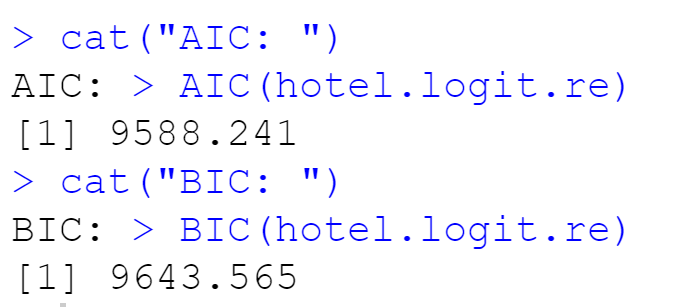 > cat("AIC: ")
AIC: > AIC(hotel.logit.re)
[1] 9588.241
> cat("BIC: ")
BIC: > BIC(hotel.logit.re)
[1] 9643.565